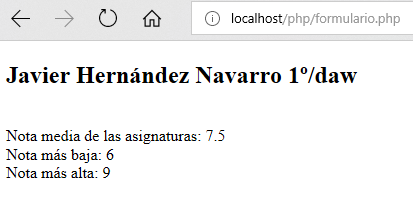 localhost/php/formulario.php
Javier Hernández Navarro 1º/daw
Nota media de las asignaturas: 7.5
Nota más baja: 6
Nota más alta: 9